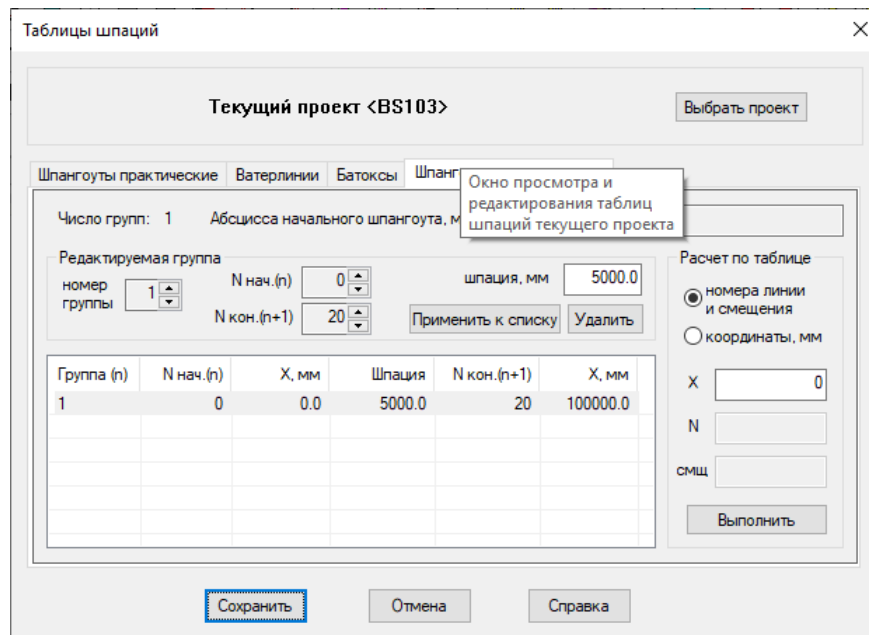 Таблицы шпаций
Текущий проект <BS103>
Выбрать проект
Шпангоуты практические
Ватерлинии
Батоксы
Окно просмотра и
редактирования таблиц
шпаций текущего проекта
Число групп: 1
Абсцисса начального шпангоута,
Редактируемая группа
номер
группы
1
N нач.(n)
0
N кон.(n+1)
20
шпация, мм
5000.0
Применить к списку
Удалить
Группа (n) N нач.(n) X, мм Шпация N кон.(n+1) X, мм
1 0 0.0 5000.0 20 100000.0
Расчет по таблице
номера линии
и смещения
координаты, мм
X
0
N
смщ
Выполнить
Сохранить
Отмена
Справка